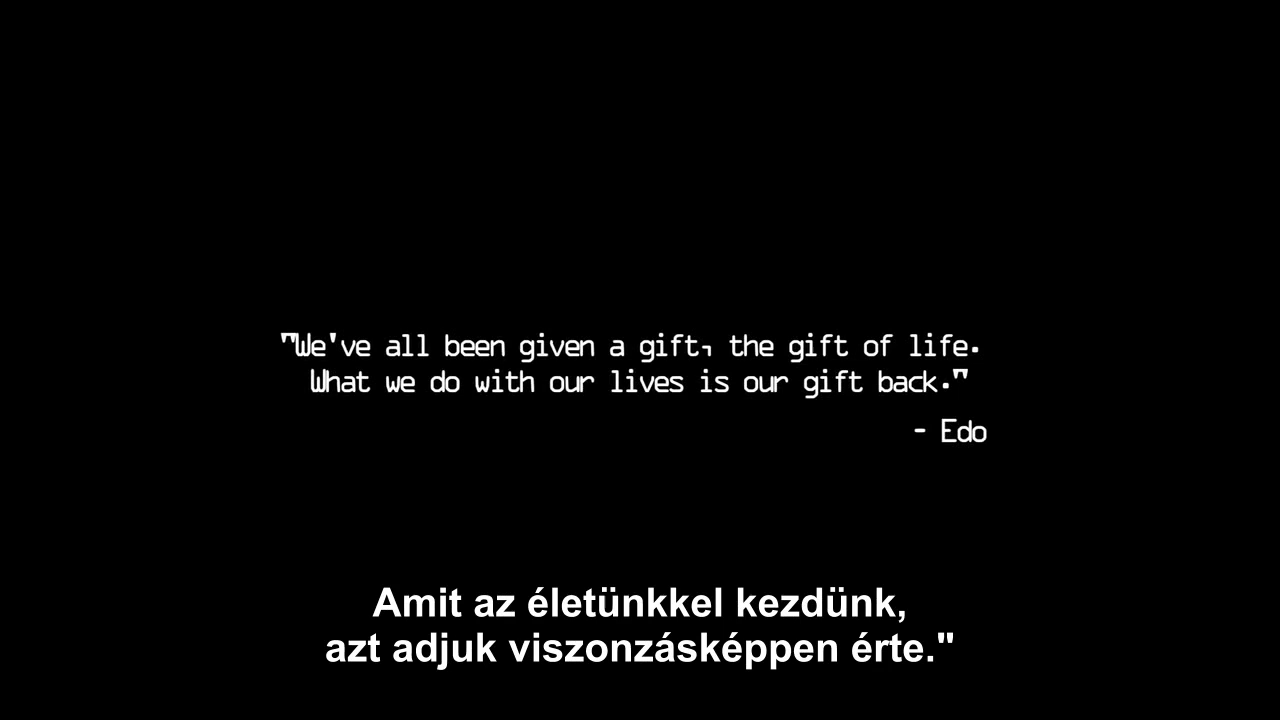 "We've all been given a gift, the gift of life.
What we do with our lives is our gift back."
- Edo
Amit az életünkkel kezdünk,
azt adjuk viszonzásképpen érte."